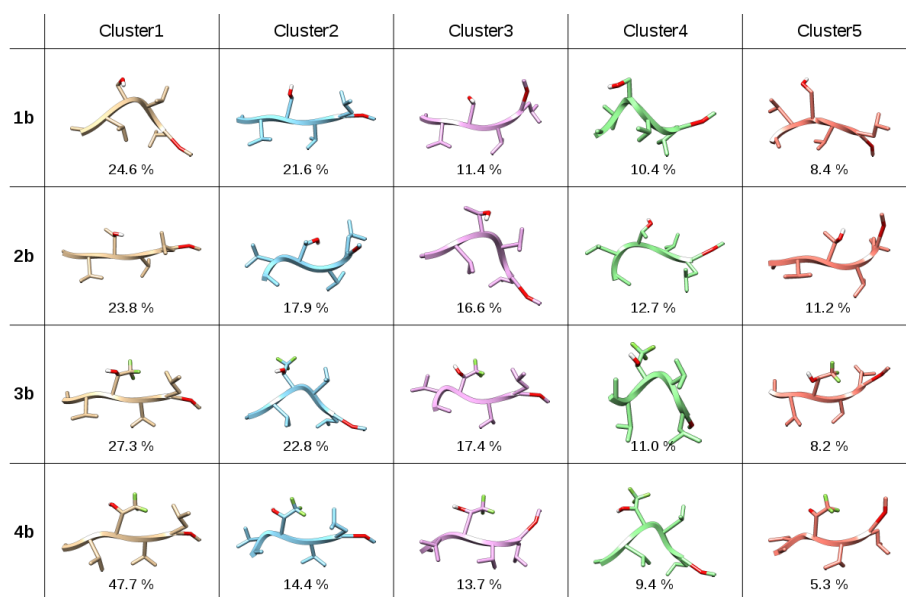 Cluster1 Cluster2 Cluster3 Cluster4 Cluster5
1b
24.6 % 21.6 % 11.4 % 10.4 % 8.4 %
2b
23.8 % 17.9 % 16.6 % 12.7 % 11.2 %
3b
27.3 % 22.8 % 17.4 % 11.0 % 8.2 %
4b
47.7 % 14.4 % 13.7 % 9.4 % 5.3 %